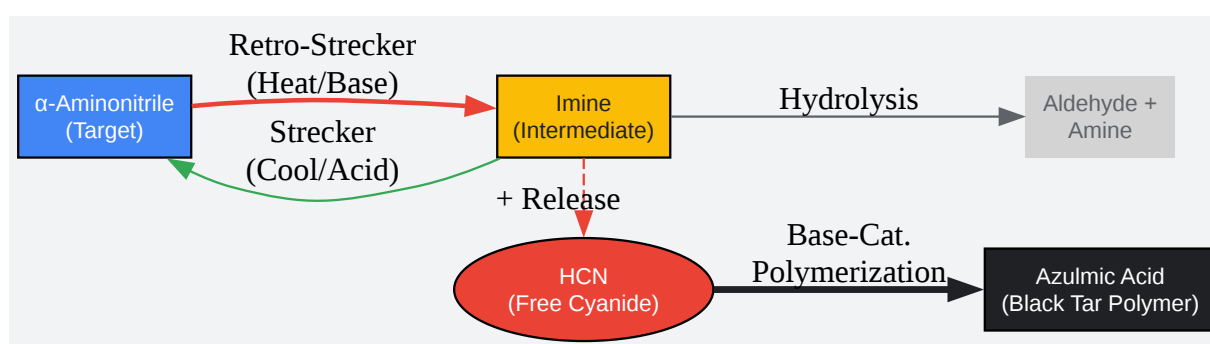 Retro-Strecker
(Heat/Base)
α-Aminonitrile
(Target)
Imine
(Intermediate)
Hydrolysis
Aldehyde +
Amine
Strecker
(Cool/Acid)
+ Release
HCN
(Free Cyanide)
Base-Cat.
Polymerization
Azulmic Acid
(Black Tar Polymer)